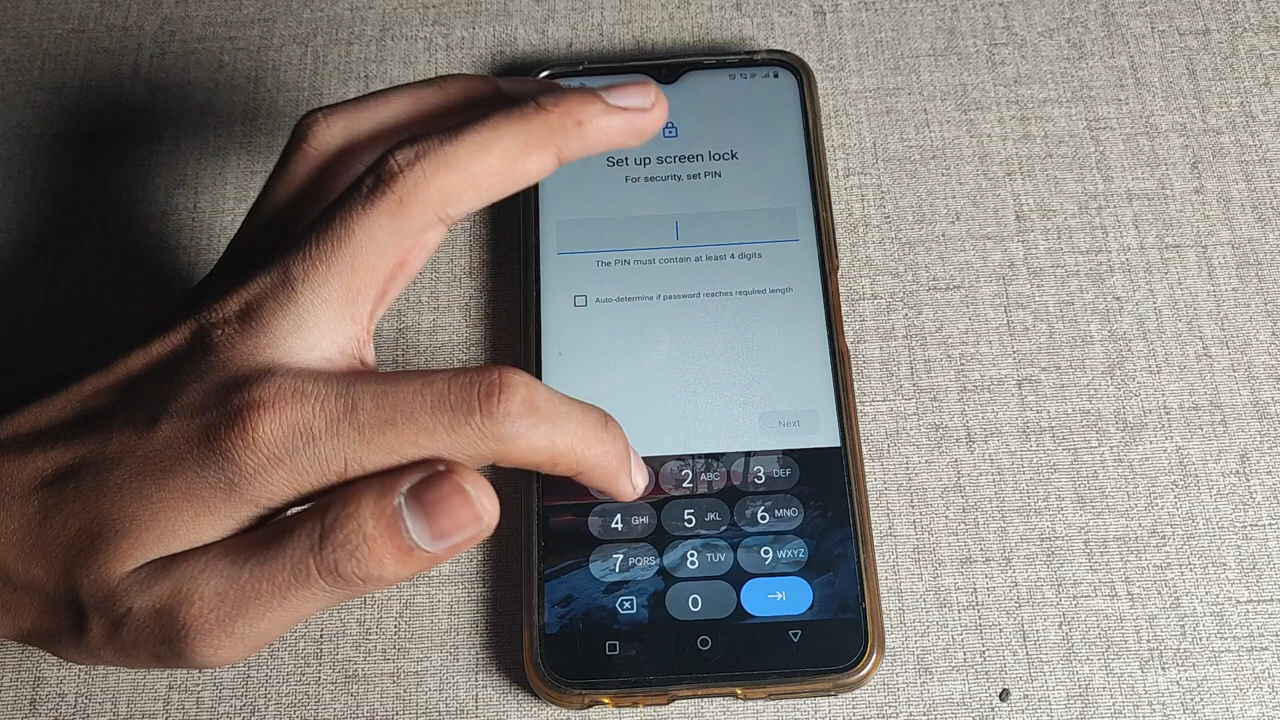 Set up screen lock
For security, set PIN
The PIN must contain at least 4 digits
Auto-determine if password reaches required length
Next
2 ABC 3 DEF
4 GHI 5 JKL 6 MNO
7 PQRS 8 TUV 9 WXYZ
0